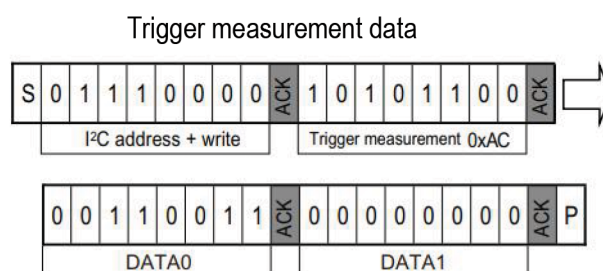 Trigger measurement data
S 0 1 1 1 0 0 0 0 ACK 1 0 1 0 1 1 0 0 ACK
I²C address + write Trigger measurement 0xAC
0 0 1 1 0 0 1 1 ACK 0 0 0 0 0 0 0 0 ACK P
DATA0 DATA1